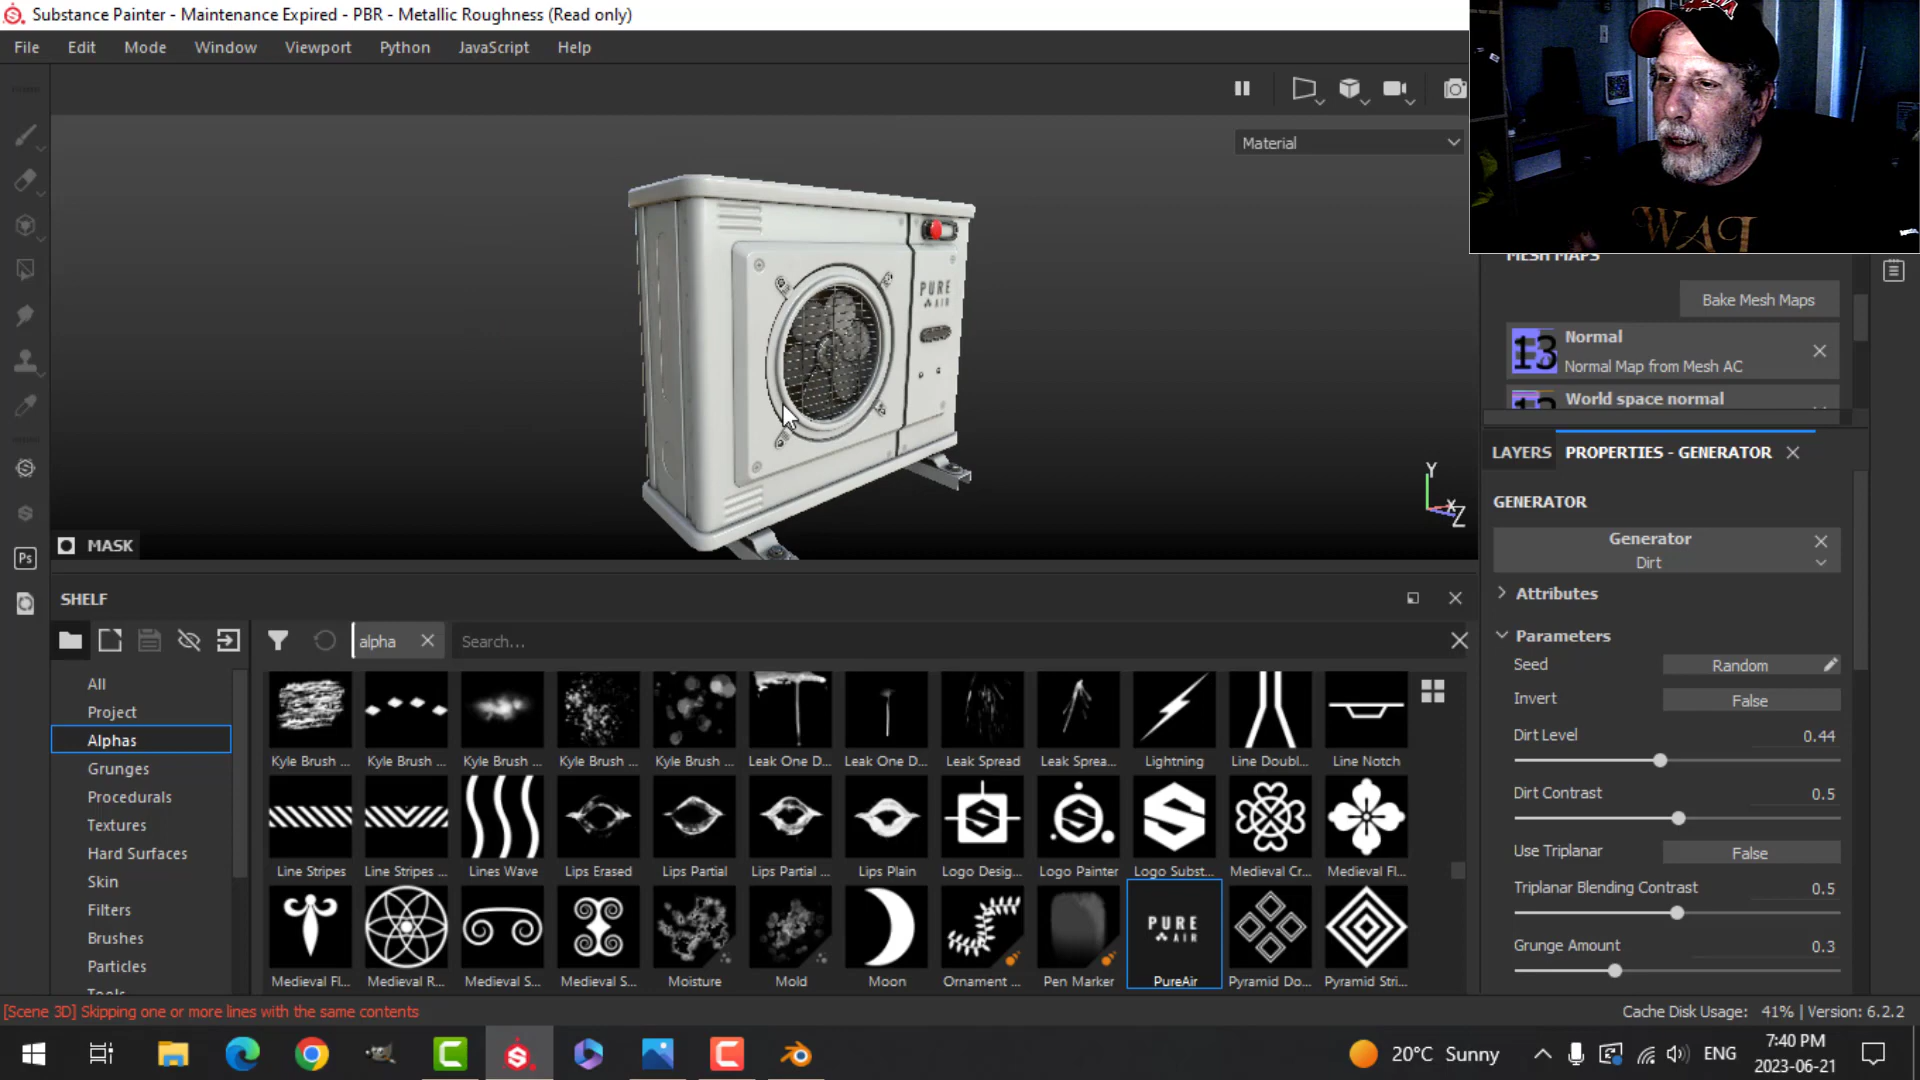 Substance Painter - Maintenance Expired - PBR - Metallic Roughness (Read only)
File Edit Mode Window Viewport Python JavaScript Help
Material
PURE
AIR
WAI
MESH MAPS
Bake Mesh Maps
Normal
Normal Map from Mesh AC
World space normal
LAYERS PROPERTIES - GENERATOR
GENERATOR
Generator
Dirt
Attributes
Parameters
Seed Random
Invert False
Dirt Level 0.44
Dirt Contrast 0.5
Use Triplanar False
Triplanar Blending Contrast 0.5
Grunge Amount 0.3
Y
X
Z
MASK
Ps
SHELF
alpha Search...
All
Project
Alphas
Grunges
Procedurals
Textures
Hard Surfaces
Skin
Filters
Brushes
Particles
Tools
Kyle Brush ... Kyle Brush ... Kyle Brush ... Kyle Brush ... Kyle Brush ... Leak One D... Leak One D... Leak Spread Leak Sprea... Lightning Line Doubl... Line Notch
Line Stripes Line Stripes ... Lines Wave Lips Erased Lips Partial Lips Partial ... Lips Plain Logo Desig... Logo Painter Logo Subst... Medieval Cr... Medieval Fl...
PURE
AIR
Medieval Fl... Medieval R... Medieval S... Medieval S... Moisture Mold Moon Ornament ... Pen Marker PureAir Pyramid Do... Pyramid Stri...
[Scene 3D] Skipping one or more lines with the same contents
Cache Disk Usage: 41% | Version: 6.2.2
20°C Sunny
ENG
7:40 PM
2023-06-21